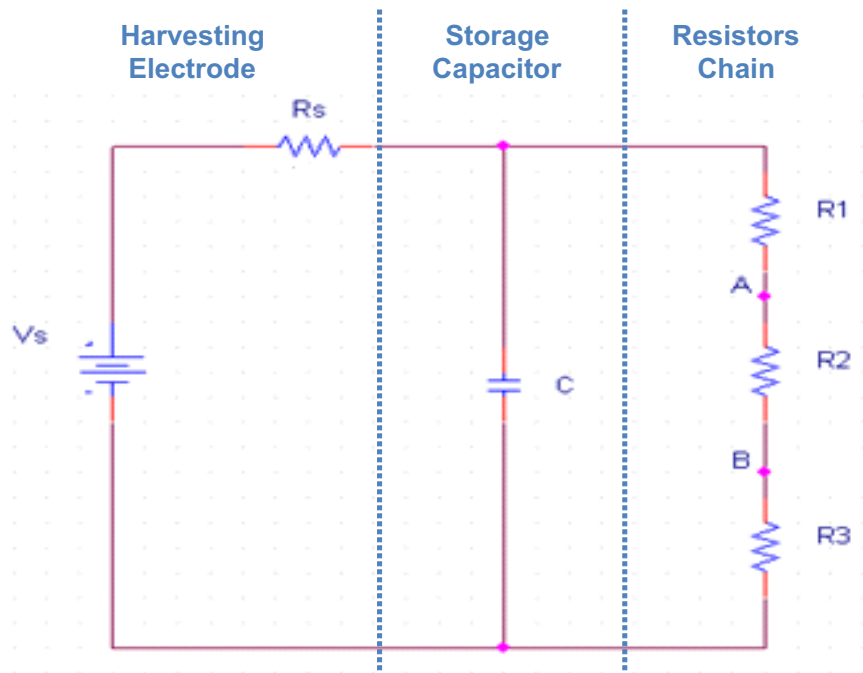 Harvesting
Electrode
Storage
Capacitor
Resistors
Chain
Rs
R1
A
Vs
R2
C
B
R3